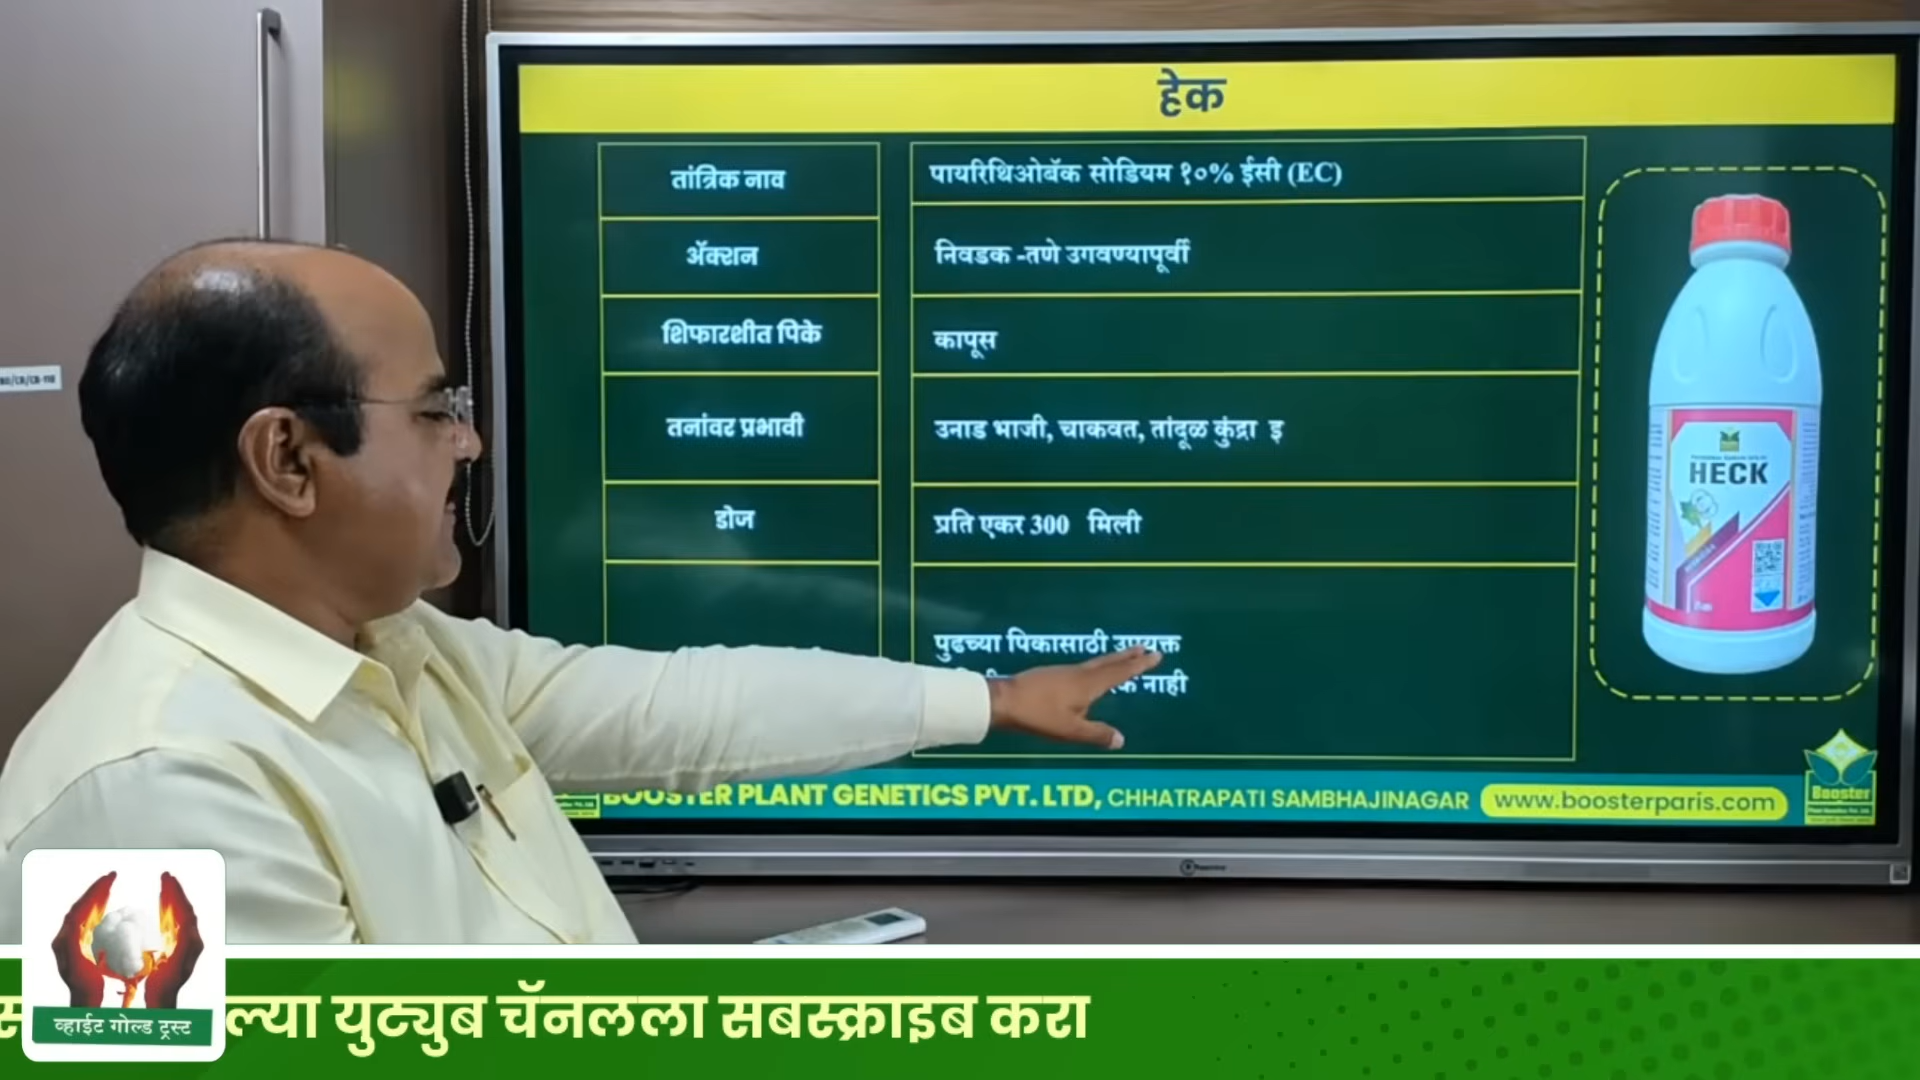 हेक
तांत्रिक नाव
पायरिथिओबॅक सोडियम १०% ईसी (EC)
ॲक्शन
निवडक -तणे उगवण्यापूर्वी
शिफारशीत पिके
कापूस
तनांवर प्रभावी
उनाड भाजी, चाकवत, तांदूळ कुंद्रा इ
डोज
प्रति एकर 300 मिली
पुढच्या पिकासाठी
नाही
HECK
BOOSTER PLANT GENETICS PVT. LTD, CHHATRAPATI SAMBHAJINAGAR
www.boosterparis.com
Booster
व्हाईट गोल्ड ट्रस्ट
युट्युब चॅनलला सबस्क्राइब करा